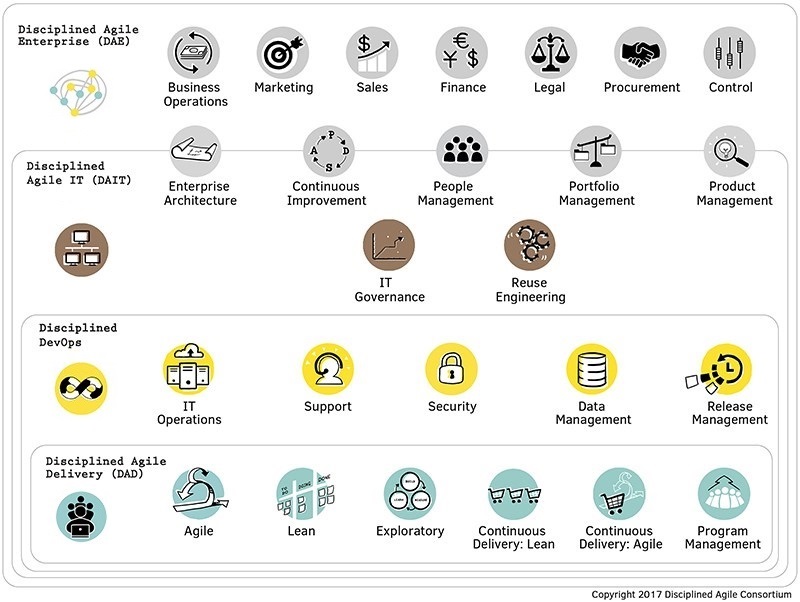 Disciplined Agile
Enterprise (DAE)
Business
Operations
Marketing
Sales
Finance
Legal
Procurement
Control
Disciplined
Agile IT (DAIT)
Enterprise
Architecture
A P D S
Continuous
Improvement
People
Management
Portfolio
Management
Product
Management
IT
Governance
Reuse
Engineering
Disciplined
DevOps
IT
Operations
Support
Security
Data
Management
Release
Management
Disciplined Agile
Delivery (DAD)
Agile
TO DO
DOING
DONE
Lean
BUILD
LEARN
MEASURE
Exploratory
Continuous
Delivery: Lean
Continuous
Delivery: Agile
Program
Management
Copyright 2017 Disciplined Agile Consortium